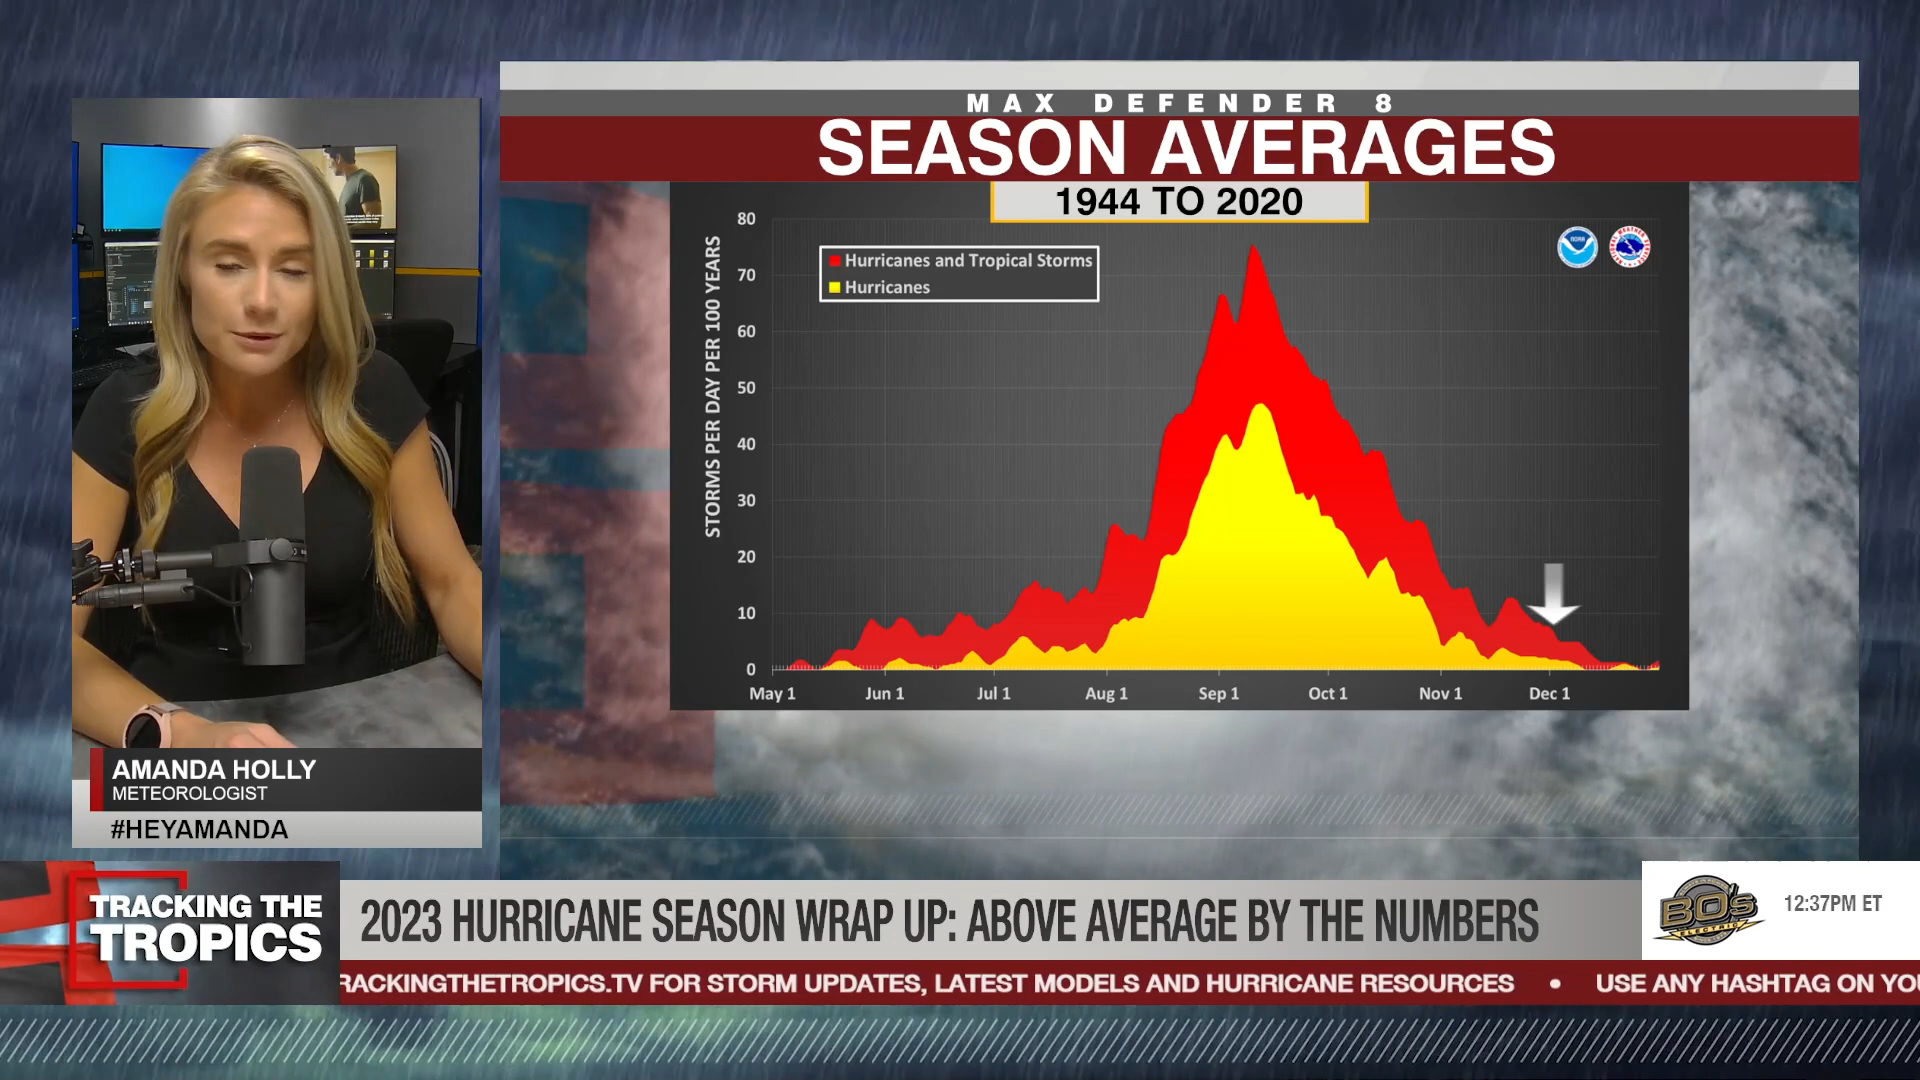 MAX DEFENDER 8
SEASON AVERAGES
1944 TO 2020
80
70
60
50
40
30
20
10
0
STORMS PER DAY PER 100 YEARS
Hurricanes and Tropical Storms
Hurricanes
NOAA
May 1
Jun 1
Jul 1
Aug 1
Sep 1
Oct 1
Nov 1
Dec 1
AMANDA HOLLY
METEOROLOGIST
#HEYAMANDA
TRACKING THE
TROPICS
2023 HURRICANE SEASON WRAP UP: ABOVE AVERAGE BY THE NUMBERS
BO's
ELECTRIC
12:37PM ET
RACKINGTHETROPICS.TV FOR STORM UPDATES, LATEST MODELS AND HURRICANE RESOURCES • USE ANY HASHTAG ON YOU